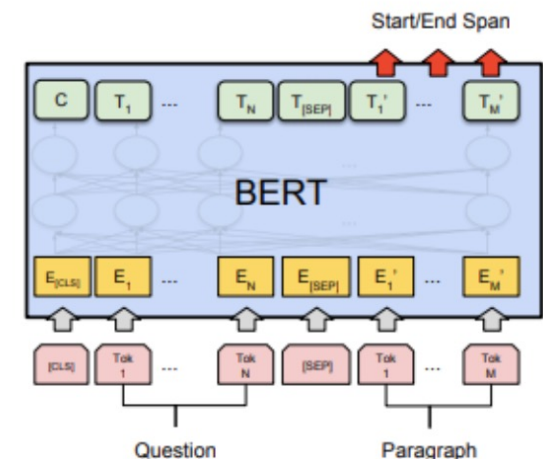 Start/End Span
C T1 ... TN T[SEP] T1' ... TM'
...
BERT
...
E[CLS] E1 ... EN E[SEP] E1' ... EM'
[CLS] Tok 1 ... Tok N [SEP] Tok 1 ... Tok M
Question Paragraph